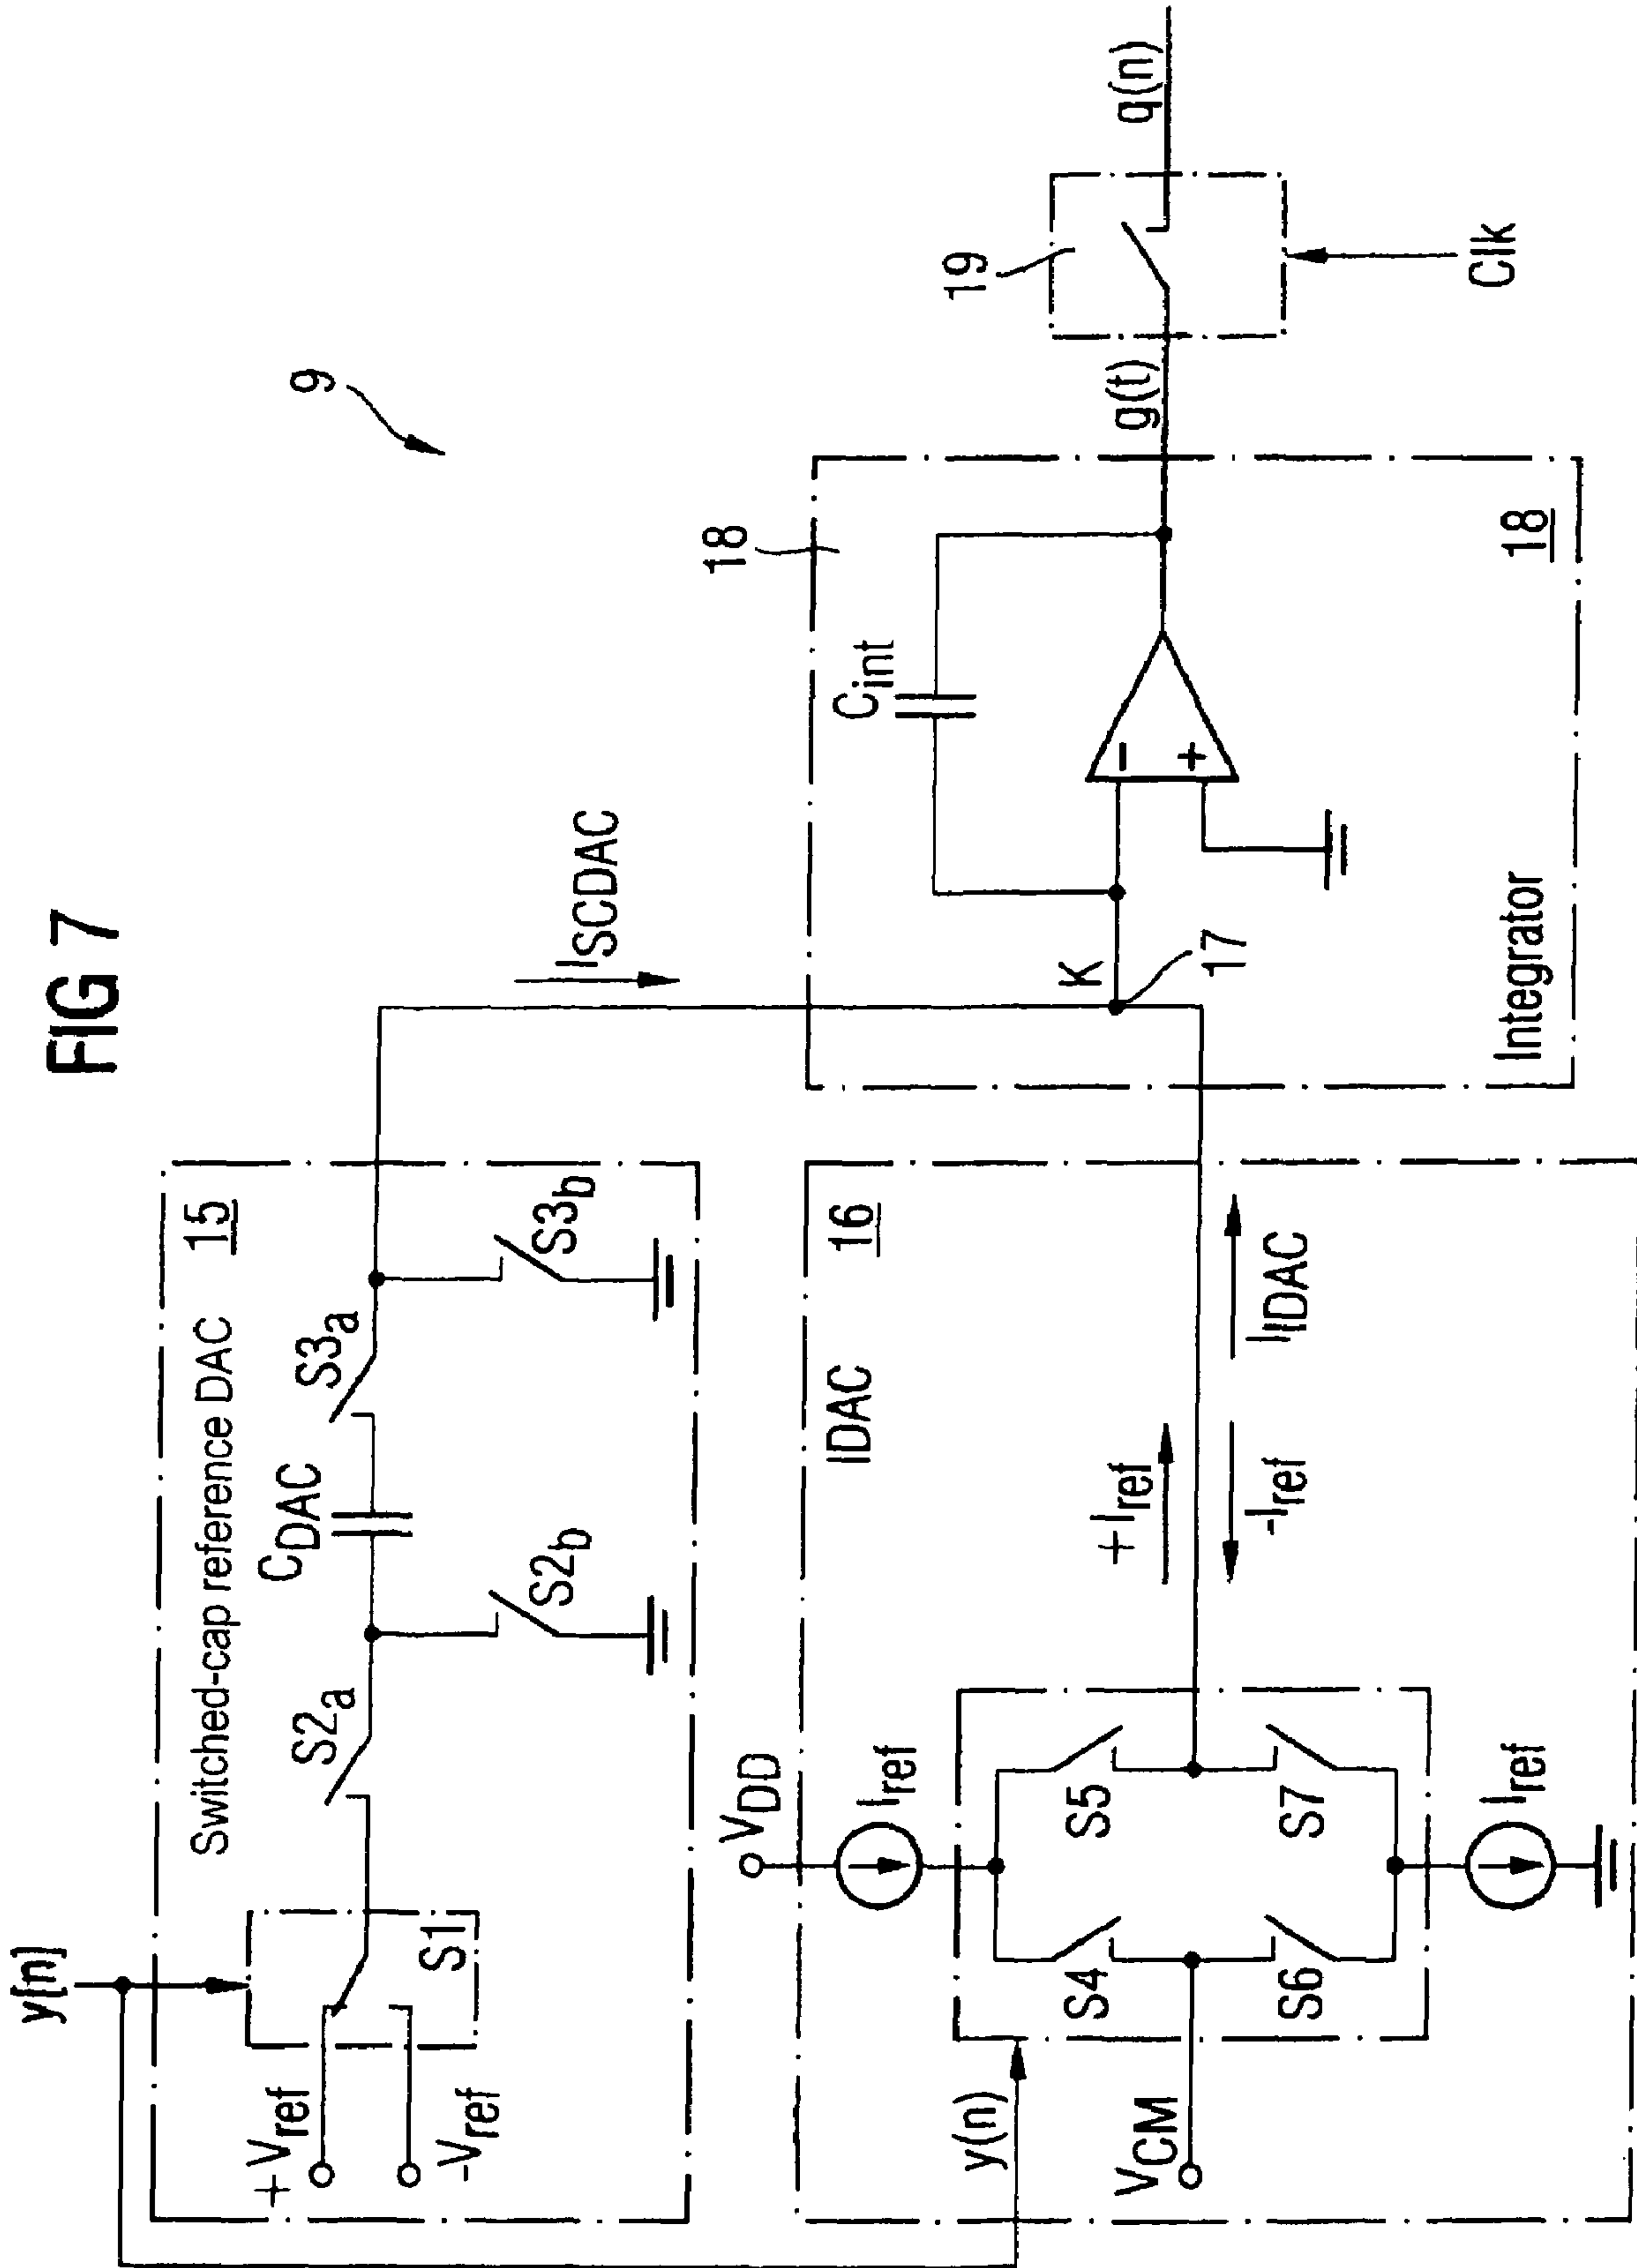 FIG 7
9
y[n]
Switched-cap reference DAC
15
+Vref
-Vref
S1
S2a
S2b
CDAC
S3a
S3b
ISCDAC
y(n)
VCM
VDD
Iref
S4
S5
S6
S7
Iref
IDAC
16
+Iref
-Iref
IIDAC
18
Cint
K
17
−
+
Integrator
18
g(t)
19
q(n)
Clk